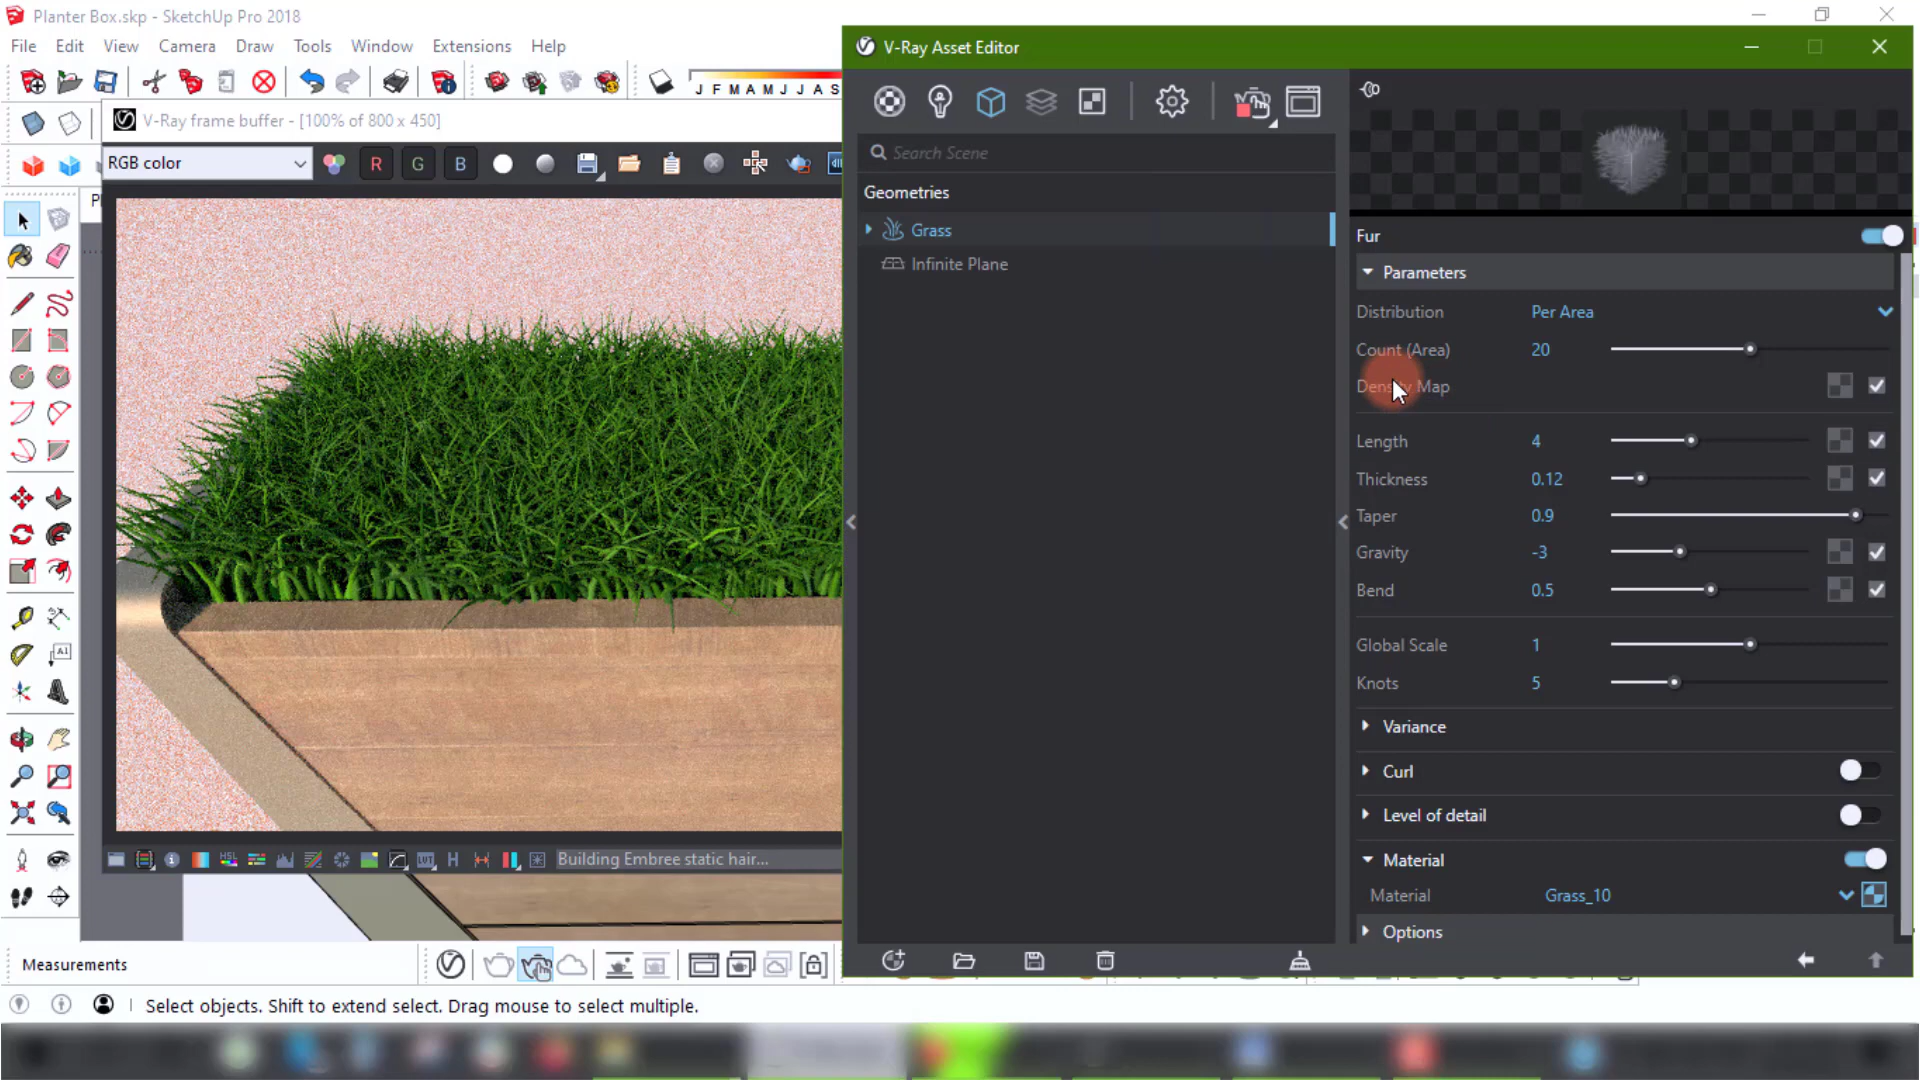 Planter Box.skp - SketchUp Pro 2018
File Edit View Camera Draw Tools Window Extensions Help
J F M A M J J A S
V-Ray frame buffer - [100% of 800 x 450]
RGB color
R G B
V-Ray Asset Editor
Search Scene
Geometries
Grass
Infinite Plane
Fur
Parameters
Distribution Per Area
Count (Area) 20
Density Map
Length 4
Thickness 0.12
Taper 0.9
Gravity -3
Bend 0.5
Global Scale 1
Knots 5
Variance
Curl
Level of detail
Material
Material Grass_10
Options
HSL LUT H Building Embree static hair...
Measurements
Select objects. Shift to extend select. Drag mouse to select multiple.